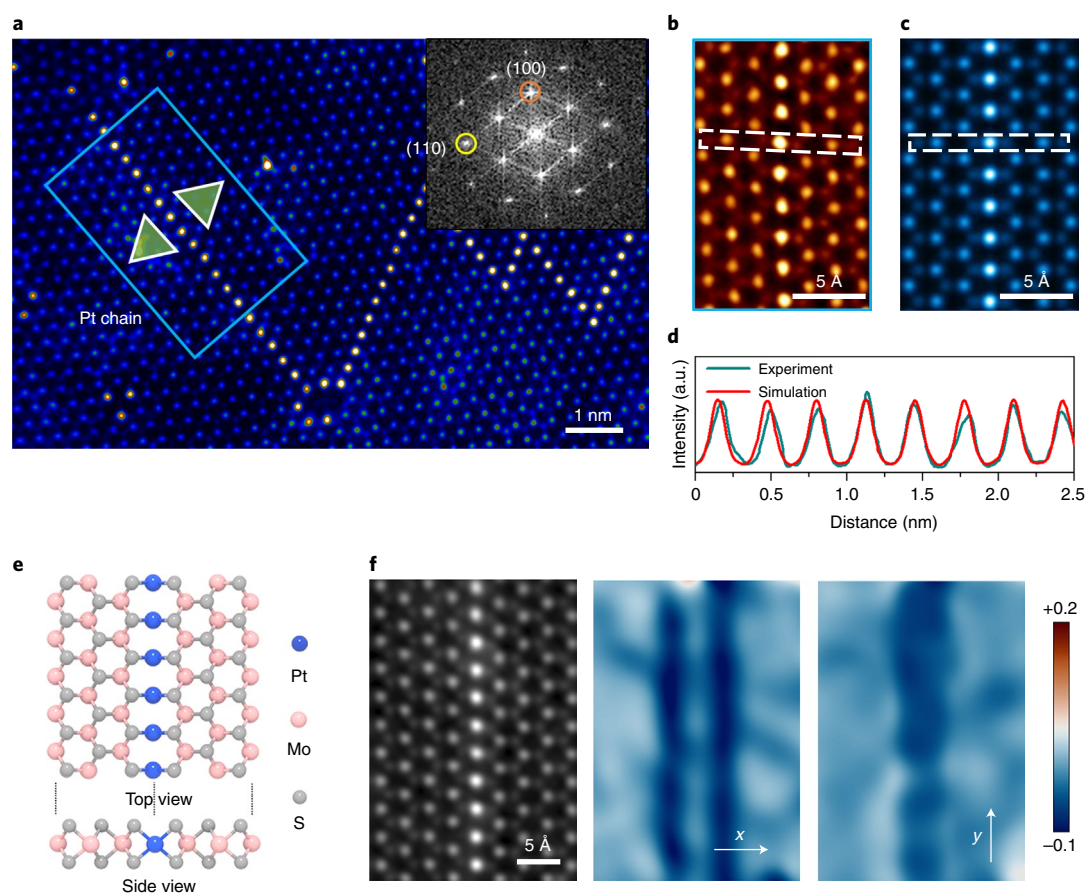 a
(100)
(110)
Pt chain
1 nm
b
5 Å
c
5 Å
d
Experiment
Simulation
Intensity (a.u.)
0
0.5
1.0
1.5
2.0
2.5
Distance (nm)
e
Pt
Mo
S
Top view
Side view
f
5 Å
x
y
+0.2
–0.1